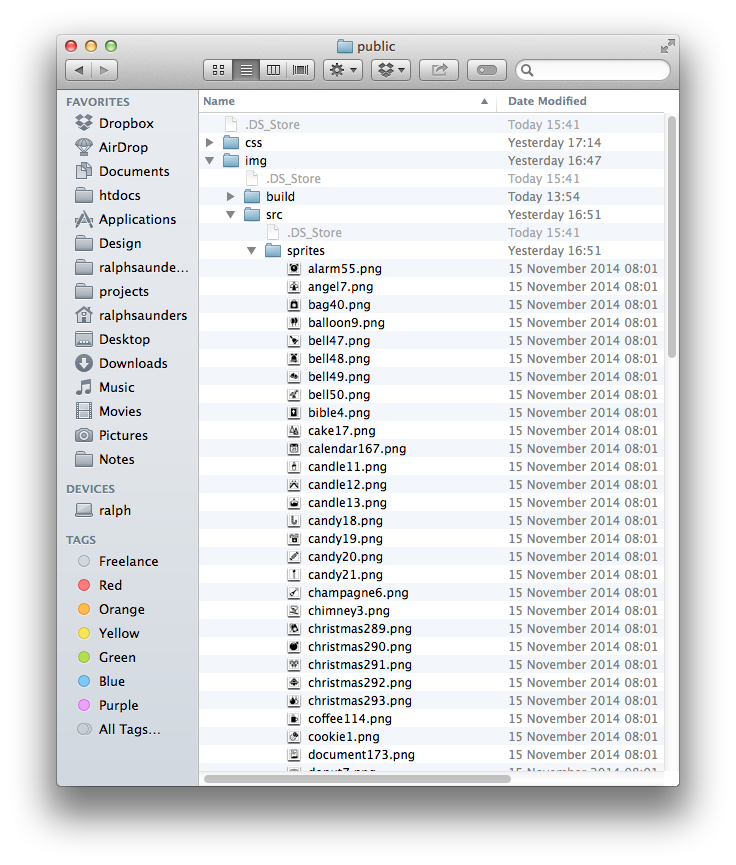 public
FAVORITES
Dropbox
AirDrop
Documents
htdocs
Applications
Design
ralphsaunde...
projects
ralphsaunders
Desktop
Downloads
Music
Movies
Pictures
Notes
DEVICES
ralph
TAGS
Freelance
Red
Orange
Yellow
Green
Blue
Purple
All Tags...
Name Date Modified
.DS_Store Today 15:41
css Yesterday 17:14
img Yesterday 16:47
.DS_Store Today 15:41
build Today 13:54
src Yesterday 16:51
.DS_Store Today 15:41
sprites Yesterday 16:51
alarm55.png 15 November 2014 08:01
angel7.png 15 November 2014 08:01
bag40.png 15 November 2014 08:01
balloon9.png 15 November 2014 08:01
bell47.png 15 November 2014 08:01
bell48.png 15 November 2014 08:01
bell49.png 15 November 2014 08:01
bell50.png 15 November 2014 08:01
bible4.png 15 November 2014 08:01
cake17.png 15 November 2014 08:01
calendar167.png 15 November 2014 08:01
candle11.png 15 November 2014 08:01
candle12.png 15 November 2014 08:01
candle13.png 15 November 2014 08:01
candy18.png 15 November 2014 08:01
candy19.png 15 November 2014 08:01
candy20.png 15 November 2014 08:01
candy21.png 15 November 2014 08:01
champagne6.png 15 November 2014 08:01
chimney3.png 15 November 2014 08:01
christmas289.png 15 November 2014 08:01
christmas290.png 15 November 2014 08:01
christmas291.png 15 November 2014 08:01
christmas292.png 15 November 2014 08:01
christmas293.png 15 November 2014 08:01
coffee114.png 15 November 2014 08:01
cookie1.png 15 November 2014 08:01
document173.png 15 November 2014 08:01